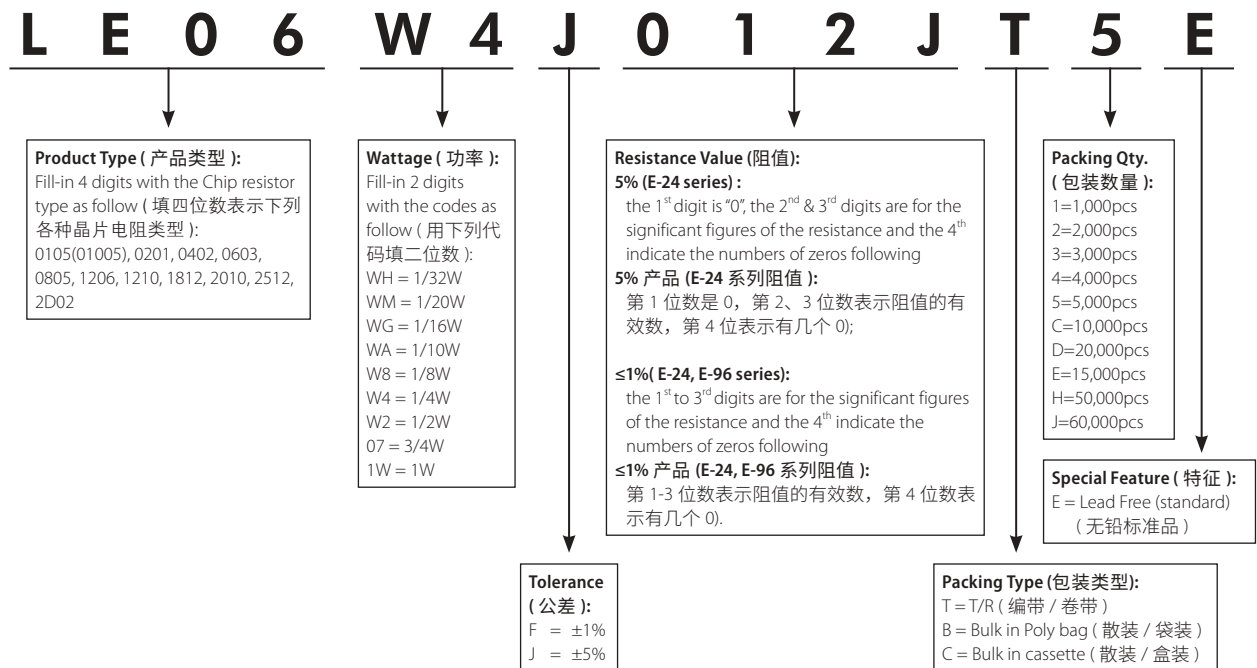 LE06 W4 J 012J T 5 E
Product Type ( 产品类型 ):
Fill-in 4 digits with the Chip resistor
type as follow ( 填四位数表示下列
各种晶片电阻类型 ):
0105(01005), 0201, 0402, 0603,
0805, 1206, 1210, 1812, 2010, 2512,
2D02
Wattage ( 功率 ):
Fill-in 2 digits
with the codes as
follow ( 用下列代
码填二位数 ):
WH = 1/32W
WM = 1/20W
WG = 1/16W
WA = 1/10W
W8 = 1/8W
W4 = 1/4W
W2 = 1/2W
07 = 3/4W
1W = 1W
Tolerance
( 公差 ):
F = ±1%
J = ±5%
Resistance Value (阻值):
5% (E-24 series) :
the 1st digit is “0”, the 2nd & 3rd digits are for the
significant figures of the resistance and the 4th
indicate the numbers of zeros following
5% 产品 (E-24 系列阻值 ):
第 1 位数是 0，第 2、3 位数表示阻值的有
效数，第 4 位表示有几个 0);
≤1%( E-24, E-96 series):
the 1st to 3rd digits are for the significant figures
of the resistance and the 4th indicate the
numbers of zeros following
≤1% 产品 (E-24, E-96 系列阻值 ):
第 1-3 位数表示阻值的有效数，第 4 位数表
示有几个 0).
Packing Type (包装类型):
T = T/R ( 编带 / 卷带 )
B = Bulk in Poly bag ( 散装 / 袋装 )
C = Bulk in cassette ( 散装 / 盒装 )
Packing Qty.
( 包装数量 ):
1=1,000pcs
2=2,000pcs
3=3,000pcs
4=4,000pcs
5=5,000pcs
C=10,000pcs
D=20,000pcs
E=15,000pcs
H=50,000pcs
J=60,000pcs
Special Feature ( 特征 ):
E = Lead Free (standard)
( 无铅标准品 )